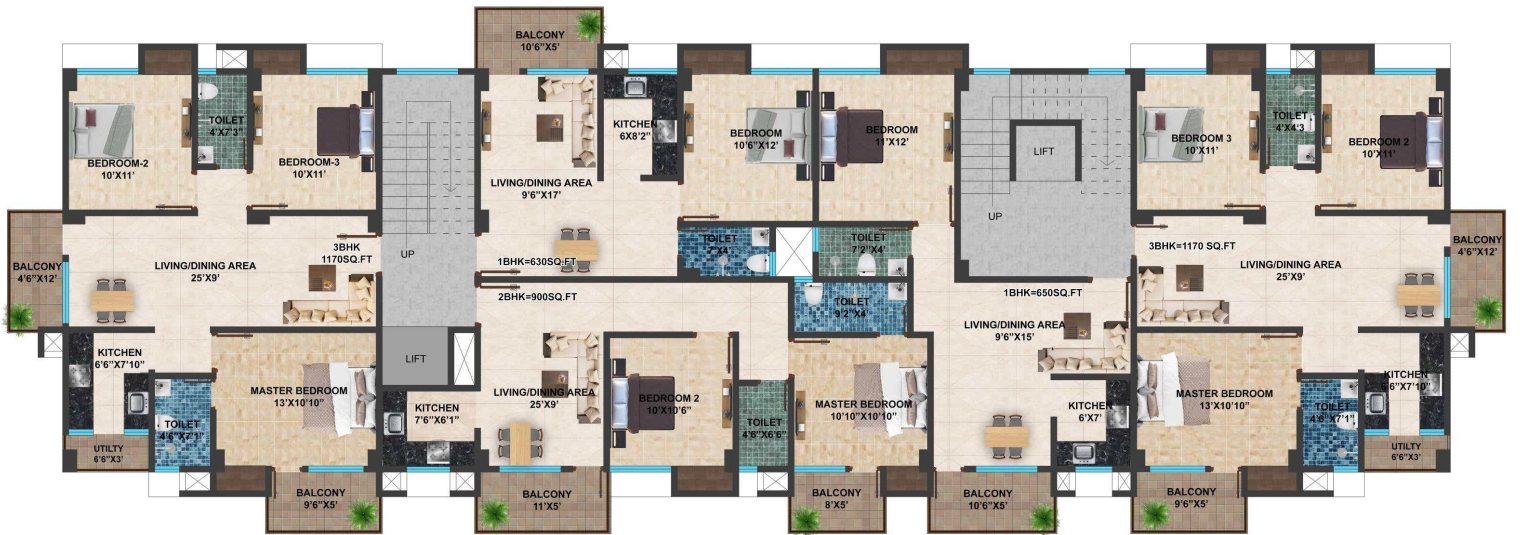 BALCONY
10'6"X5'
TOILET
4'X7'3"
BEDROOM-2
10'X11'
BEDROOM-3
10'X11'
KITCHEN
6X8'2"
BEDROOM
10'6"X12'
BEDROOM
11'X12'
LIFT
BEDROOM 3
10'X11'
TOILET
4'X4'3
BEDROOM 2
10'X11'
LIVING/DINING AREA
9'6"X17'
UP
BALCONY
4'6"X12'
LIVING/DINING AREA
25'X9'
3BHK
1170SQ.FT
UP
1BHK=630SQ.FT
TOILET
7'X4'
TOILET
7'2"X4'
3BHK=1170 SQ.FT
LIVING/DINING AREA
25'X9'
BALCONY
4'6"X12'
2BHK=900SQ.FT
TOILET
9'2"X4'
1BHK=650SQ.FT
LIVING/DINING AREA
9'6"X15'
KITCHEN
6'6"X7'10"
LIFT
MASTER BEDROOM
13'X10'10"
LIVING/DINING AREA
25'X9'
KITCHEN
7'6"X6'1"
BEDROOM 2
10'X10'6"
MASTER BEDROOM
10'10"X10'10"
KITCHEN
6'X7'
MASTER BEDROOM
13'X10'10"
KITCHEN
6'6"X7'10"
TOILET
4'6"X7'1"
TOILET
4'6"X6'6"
TOILET
4'6"X7'1"
UTILTY
6'6"X3'
UTILITY
6'6"X3'
BALCONY
9'6"X5'
BALCONY
11'X5'
BALCONY
8'X5'
BALCONY
10'6"X5'
BALCONY
9'6"X5'